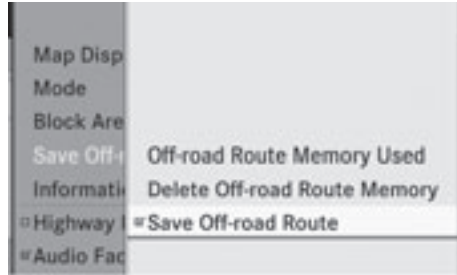 Map Disp
Mode
Block Are
Save Off-r
Off-road Route Memory Used
Informati
Delete Off-road Route Memory
Highway I
Save Off-road Route
Audio Fac